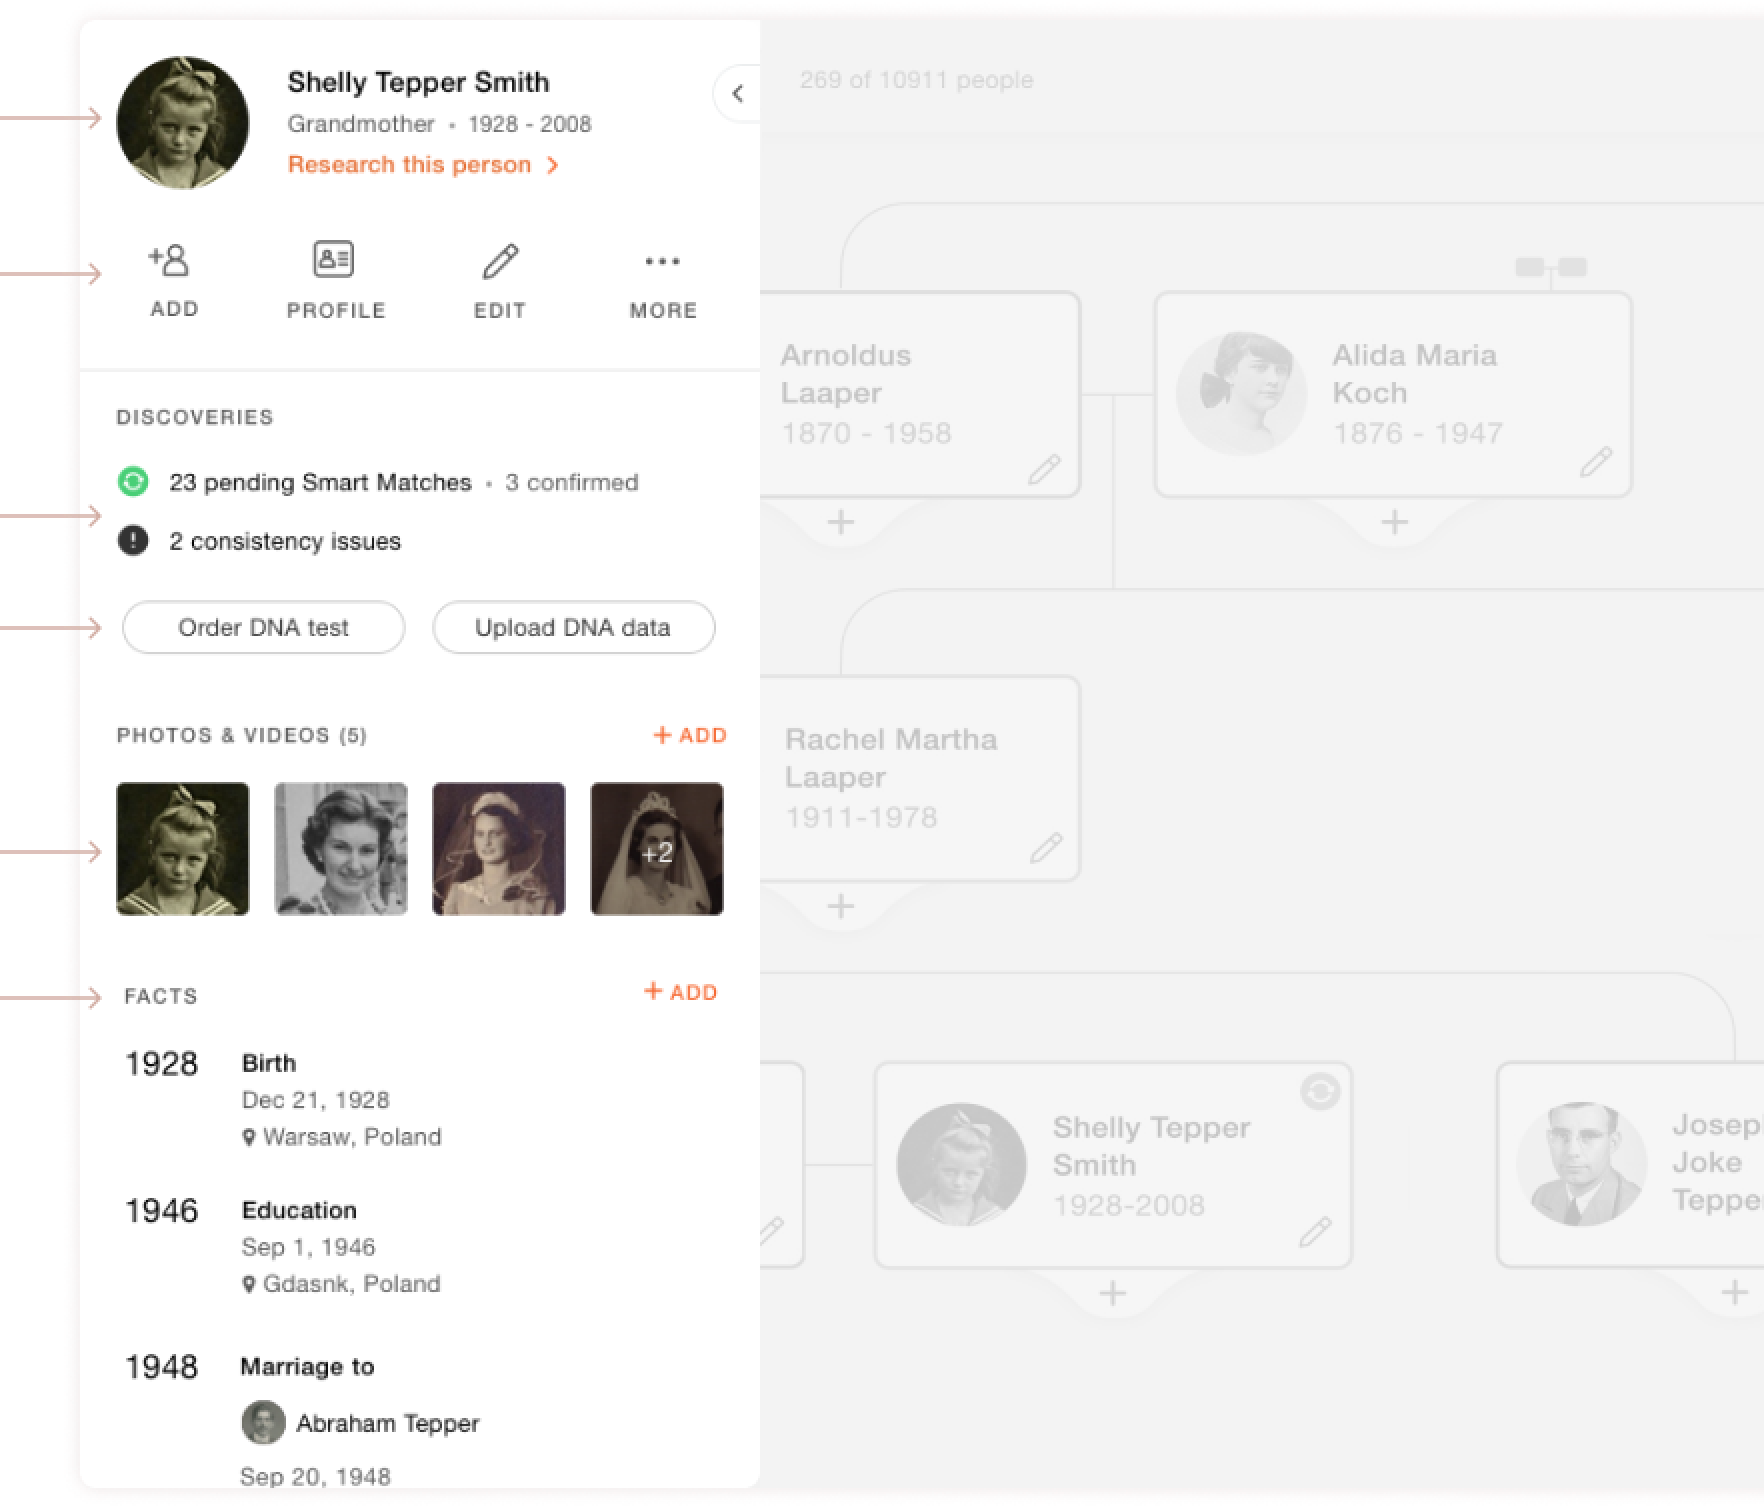 Shelly Tepper Smith
Grandmother • 1928 - 2008
Research this person
ADD
PROFILE
EDIT
MORE
DISCOVERIES
23 pending Smart Matches • 3 confirmed
2 consistency issues
Order DNA test
Upload DNA data
PHOTOS & VIDEOS (5)
+ ADD
+2
FACTS
+ ADD
1928
Birth
Dec 21, 1928
Warsaw, Poland
1946
Education
Sep 1, 1946
Gdasnk, Poland
1948
Marriage to
Abraham Tepper
Sep 20, 1948
269 of 10911 people
Arnoldus
Laaper
1870 - 1958
Alida Maria
Koch
1876 - 1947
Rachel Martha
Laaper
1911-1978
Shelly Tepper
Smith
1928-2008
Josep
Joke
Teppe